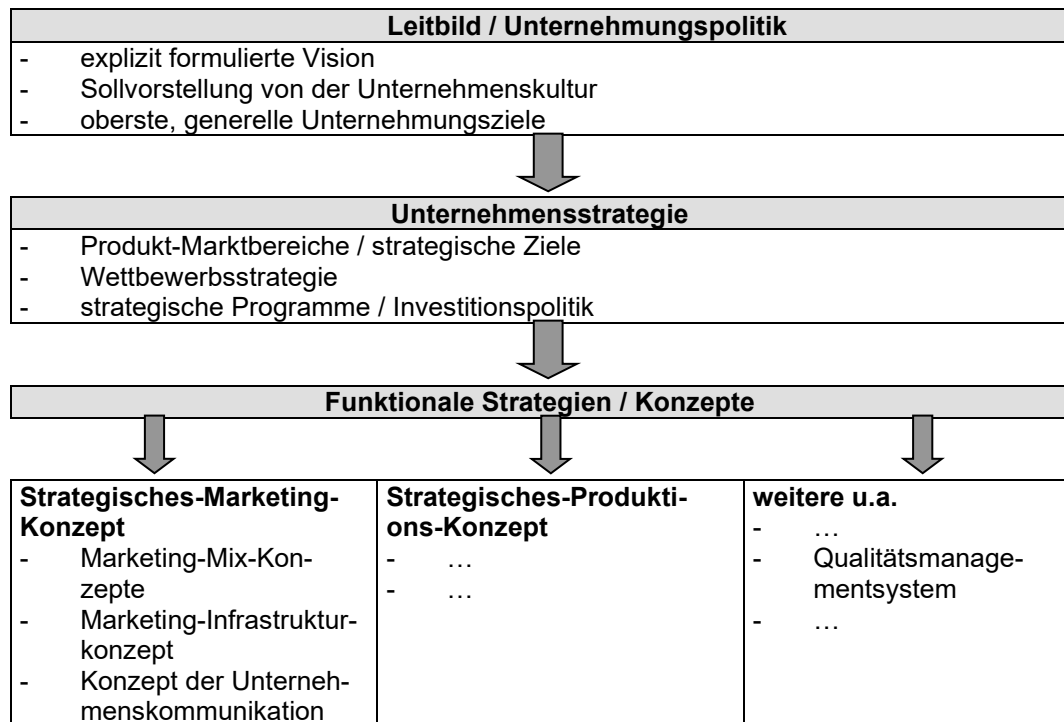 Leitbild / Unternehmungspolitik
- explizit formulierte Vision
- Sollvorstellung von der Unternehmenskultur
- oberste, generelle Unternehmungsziele
Unternehmensstrategie
- Produkt-Marktbereiche / strategische Ziele
- Wettbewerbsstrategie
- strategische Programme / Investitionspolitik
Funktionale Strategien / Konzepte
Strategisches-Marketing-
Konzept
- Marketing-Mix-Kon-
zepte
- Marketing-Infrastruktur-
konzept
- Konzept der Unterneh-
menskommunikation
Strategisches-Produkti-
ons-Konzept
- …
- …
weitere u.a.
- …
- Qualitätsmanage-
mentsystem
- …